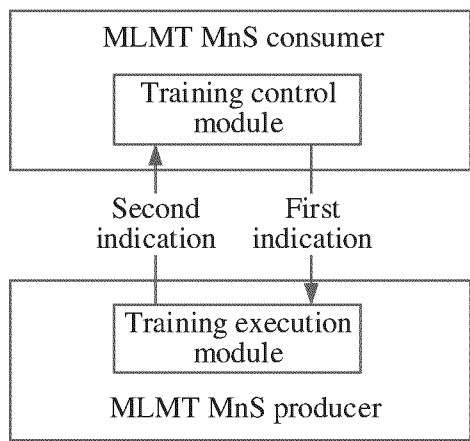 MLMT MnS consumer
Training control
module
Second
indication
First
indication
Training execution
module
MLMT MnS producer